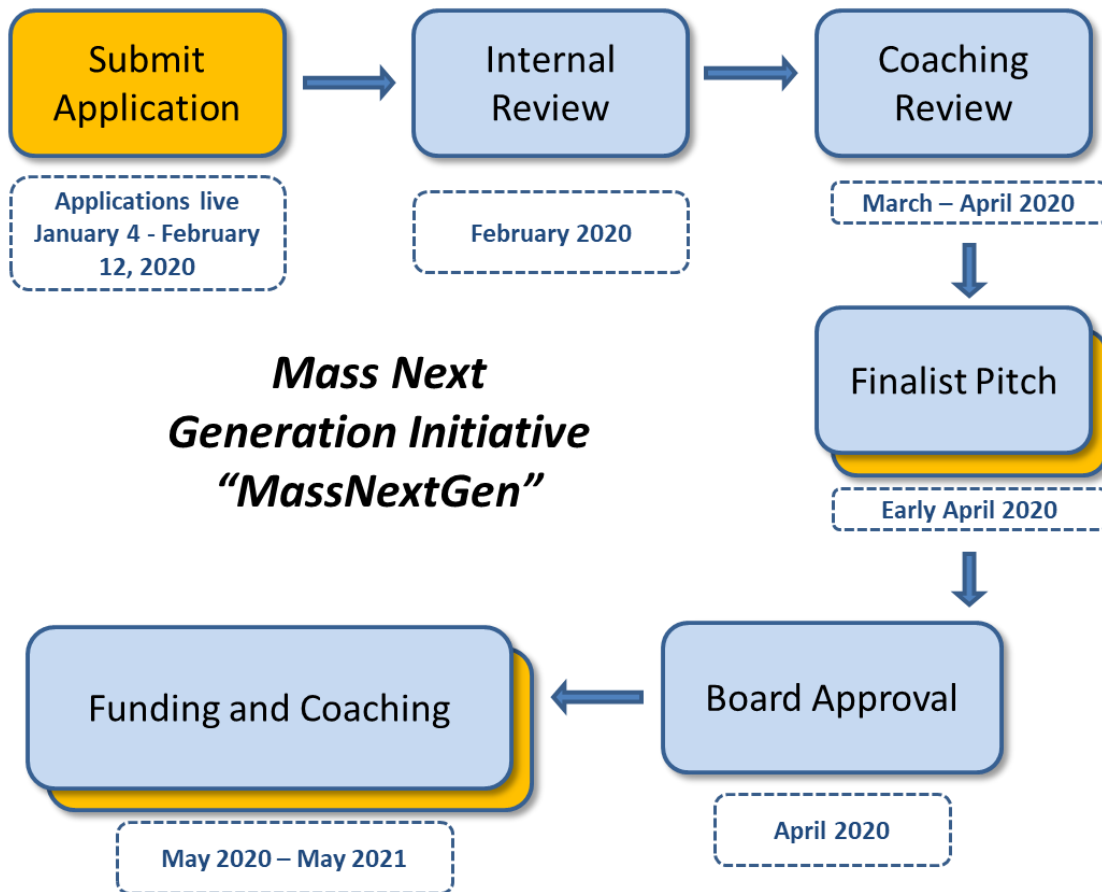 Submit
Application
Internal
Review
Coaching
Review
Applications live
January 4 - February
12, 2020
February 2020
March – April 2020
Finalist Pitch
Early April 2020
Mass Next
Generation Initiative
“MassNextGen”
Board Approval
April 2020
Funding and Coaching
May 2020 – May 2021